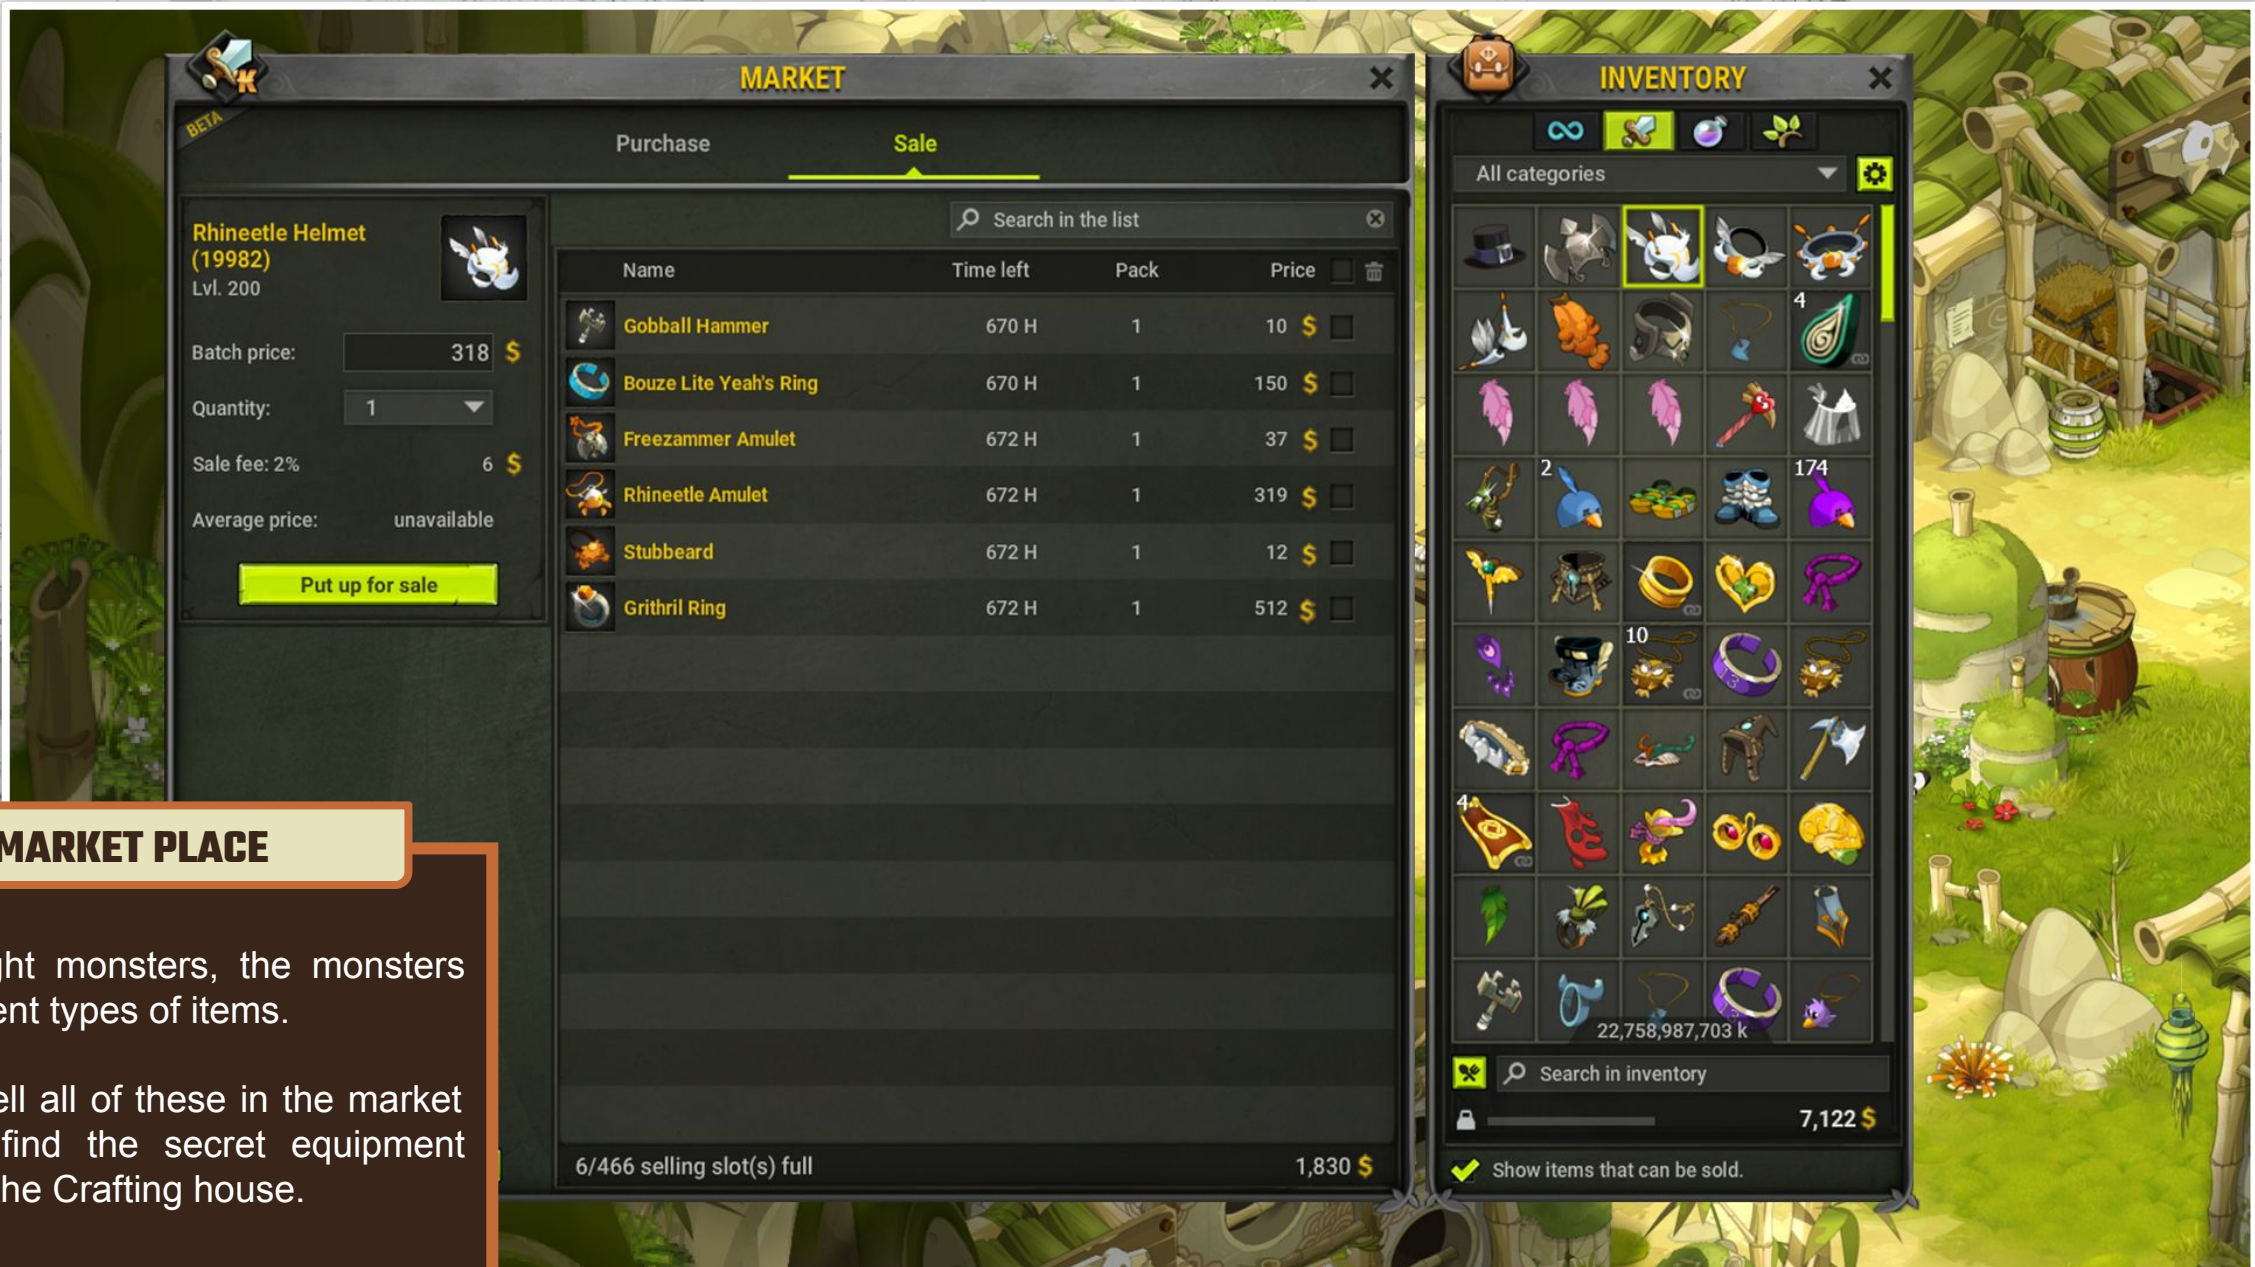 MARKET
BETA
Purchase
Sale
Rhineetle Helmet
(19982)
Lvl. 200
Batch price: 318 $
Quantity: 1
Sale fee: 2% 6 $
Average price: unavailable
Put up for sale
Search in the list
Name Time left Pack Price
Gobball Hammer 670 H 1 10 $
Bouze Lite Yeah's Ring 670 H 1 150 $
Freezammer Amulet 672 H 1 37 $
Rhineetle Amulet 672 H 1 319 $
Stubbeard 672 H 1 12 $
Grithril Ring 672 H 1 512 $
6/466 selling slot(s) full 1,830 $
INVENTORY
All categories
4
2 174
10
4
22,758,987,703 k
Search in inventory
7,122 $
Show items that can be sold.
MARKET PLACE
ght monsters, the monsters
ent types of items.
ell all of these in the market
find the secret equipment
he Crafting house.